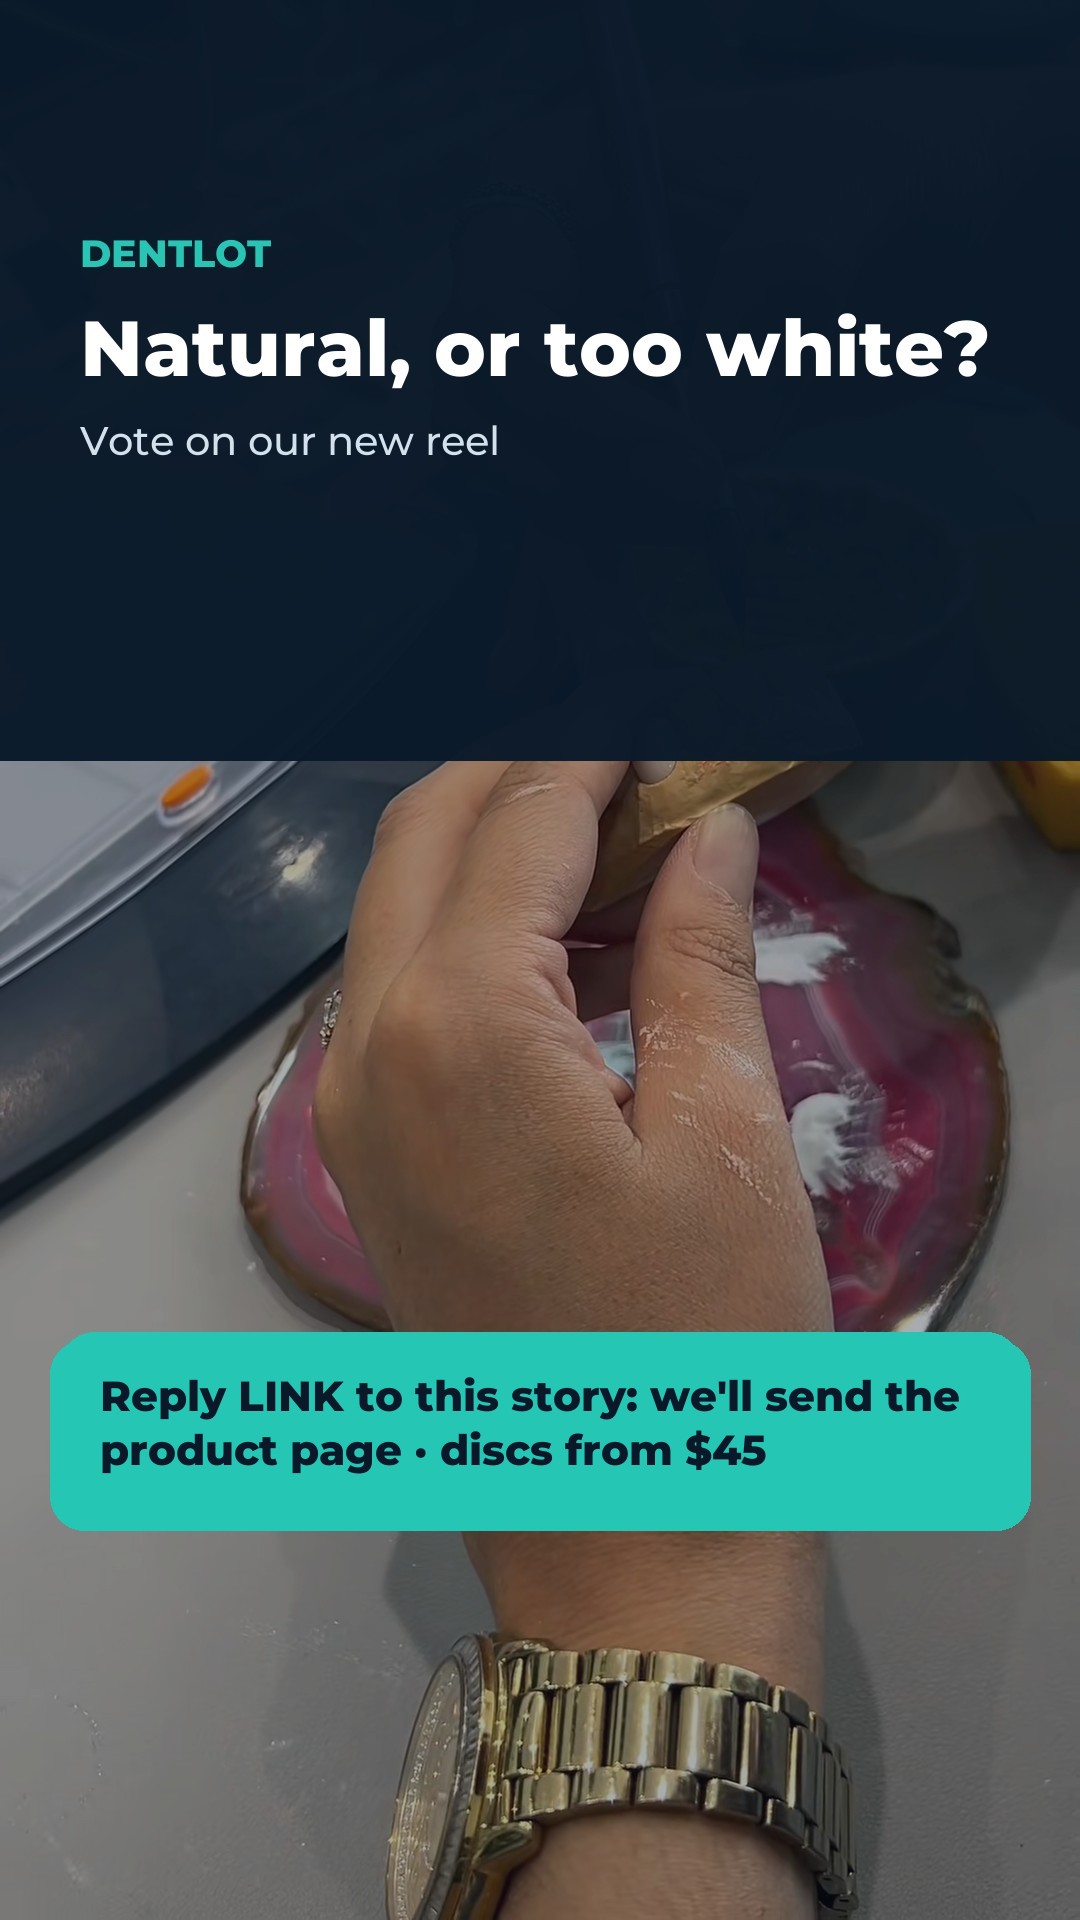 DENTLOT
Natural, or too white?
Vote on our new reel
Reply LINK to this story: we'll send the
product page · discs from $45